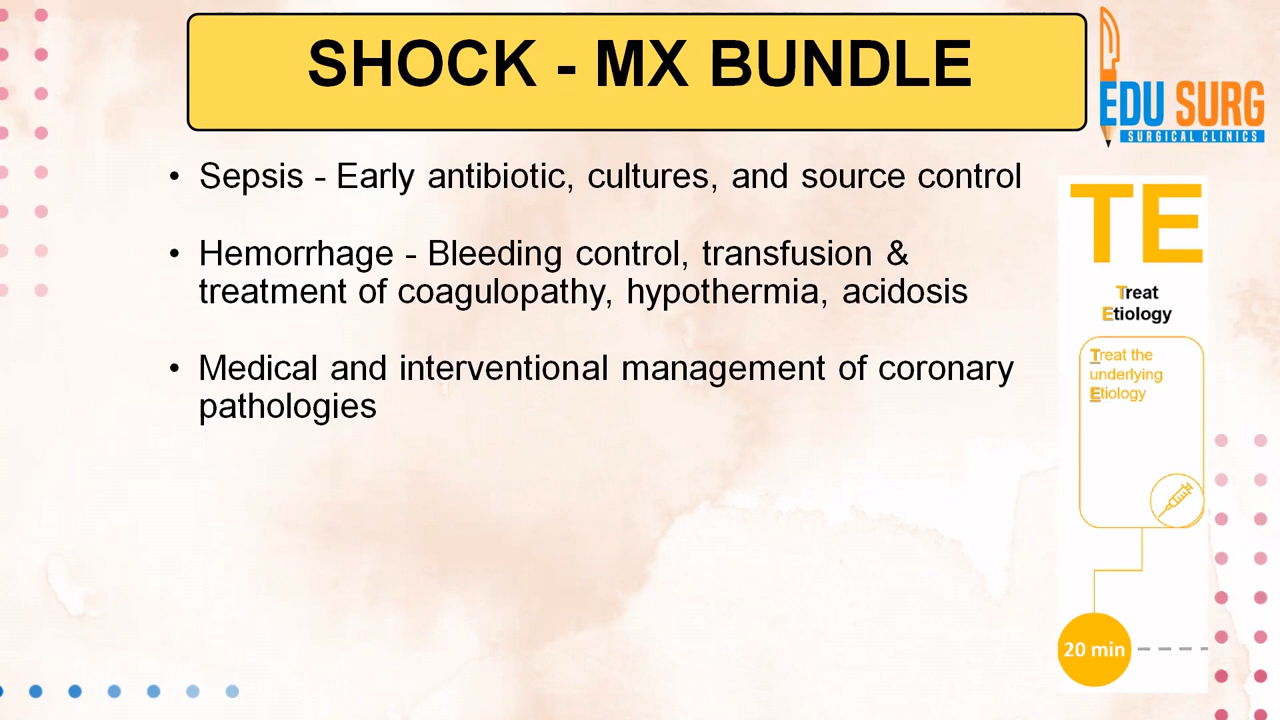 SHOCK - MX BUNDLE
EDU SURG
SURGICAL CLINICS
• Sepsis - Early antibiotic, cultures, and source control
• Hemorrhage - Bleeding control, transfusion &
treatment of coagulopathy, hypothermia, acidosis
• Medical and interventional management of coronary
pathologies
TE
Treat
Etiology
Treat the
underlying
Etiology
20 min